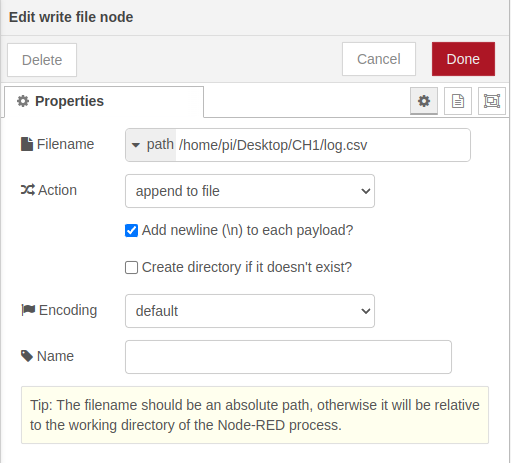 Edit write file node
Delete
Cancel
Done
Properties
Filename
path
/home/pi/Desktop/CH1/log.csv
Action
append to file
Add newline (\n) to each payload?
Create directory if it doesn't exist?
Encoding
default
Name
Tip: The filename should be an absolute path, otherwise it will be relative
to the working directory of the Node-RED process.